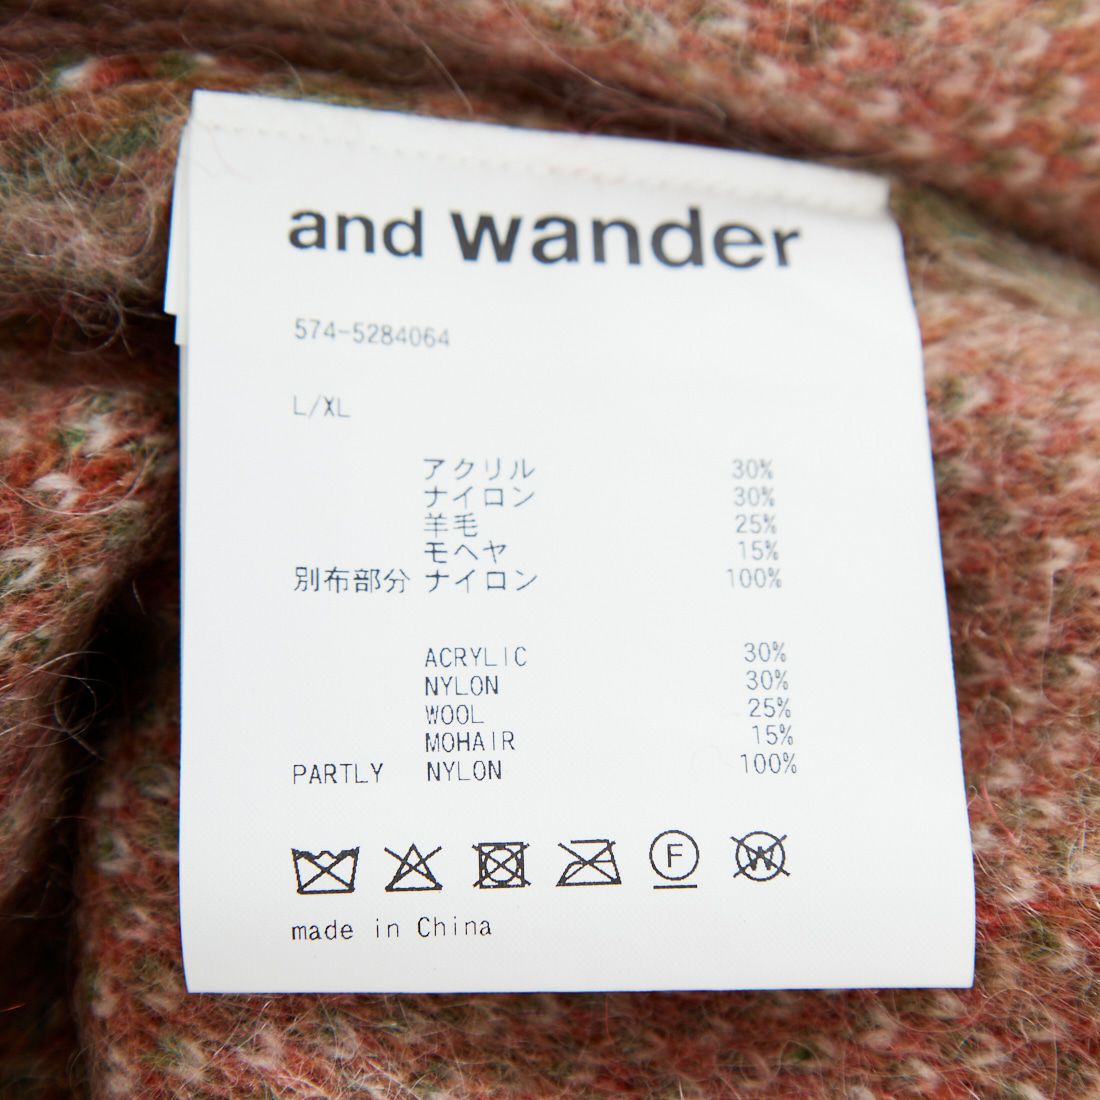 and wander
574-5284064
L/XL
アクリル 30%
ナイロン 30%
羊毛 25%
モヘヤ 15%
別布部分 ナイロン 100%
ACRYLIC 30%
NYLON 30%
WOOL 25%
MOHAIR 15%
PARTLY NYLON 100%
F W
made in China